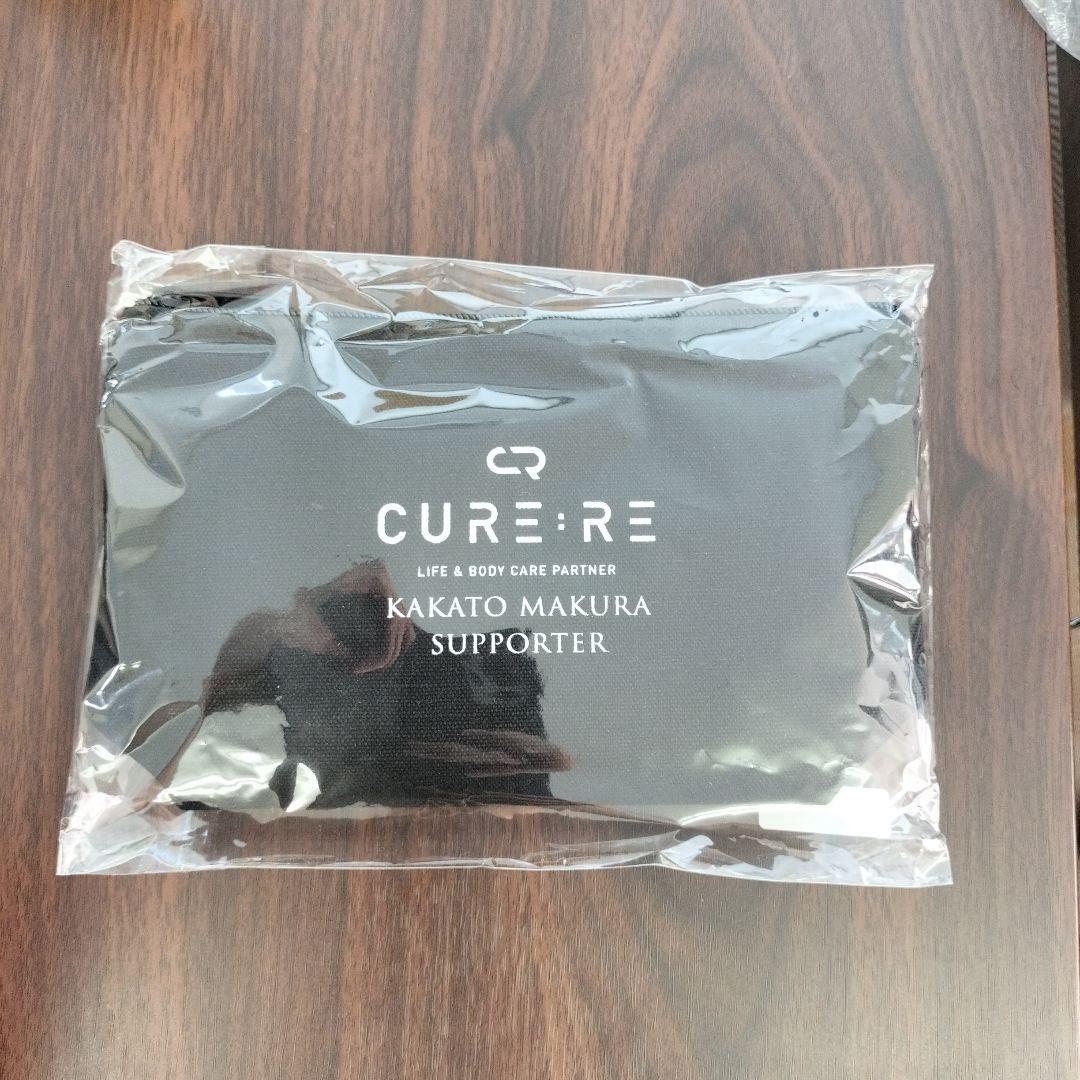 CR
CURE:RE
LIFE & BODY CARE PARTNER
KAKATO MAKURA
SUPPORTER